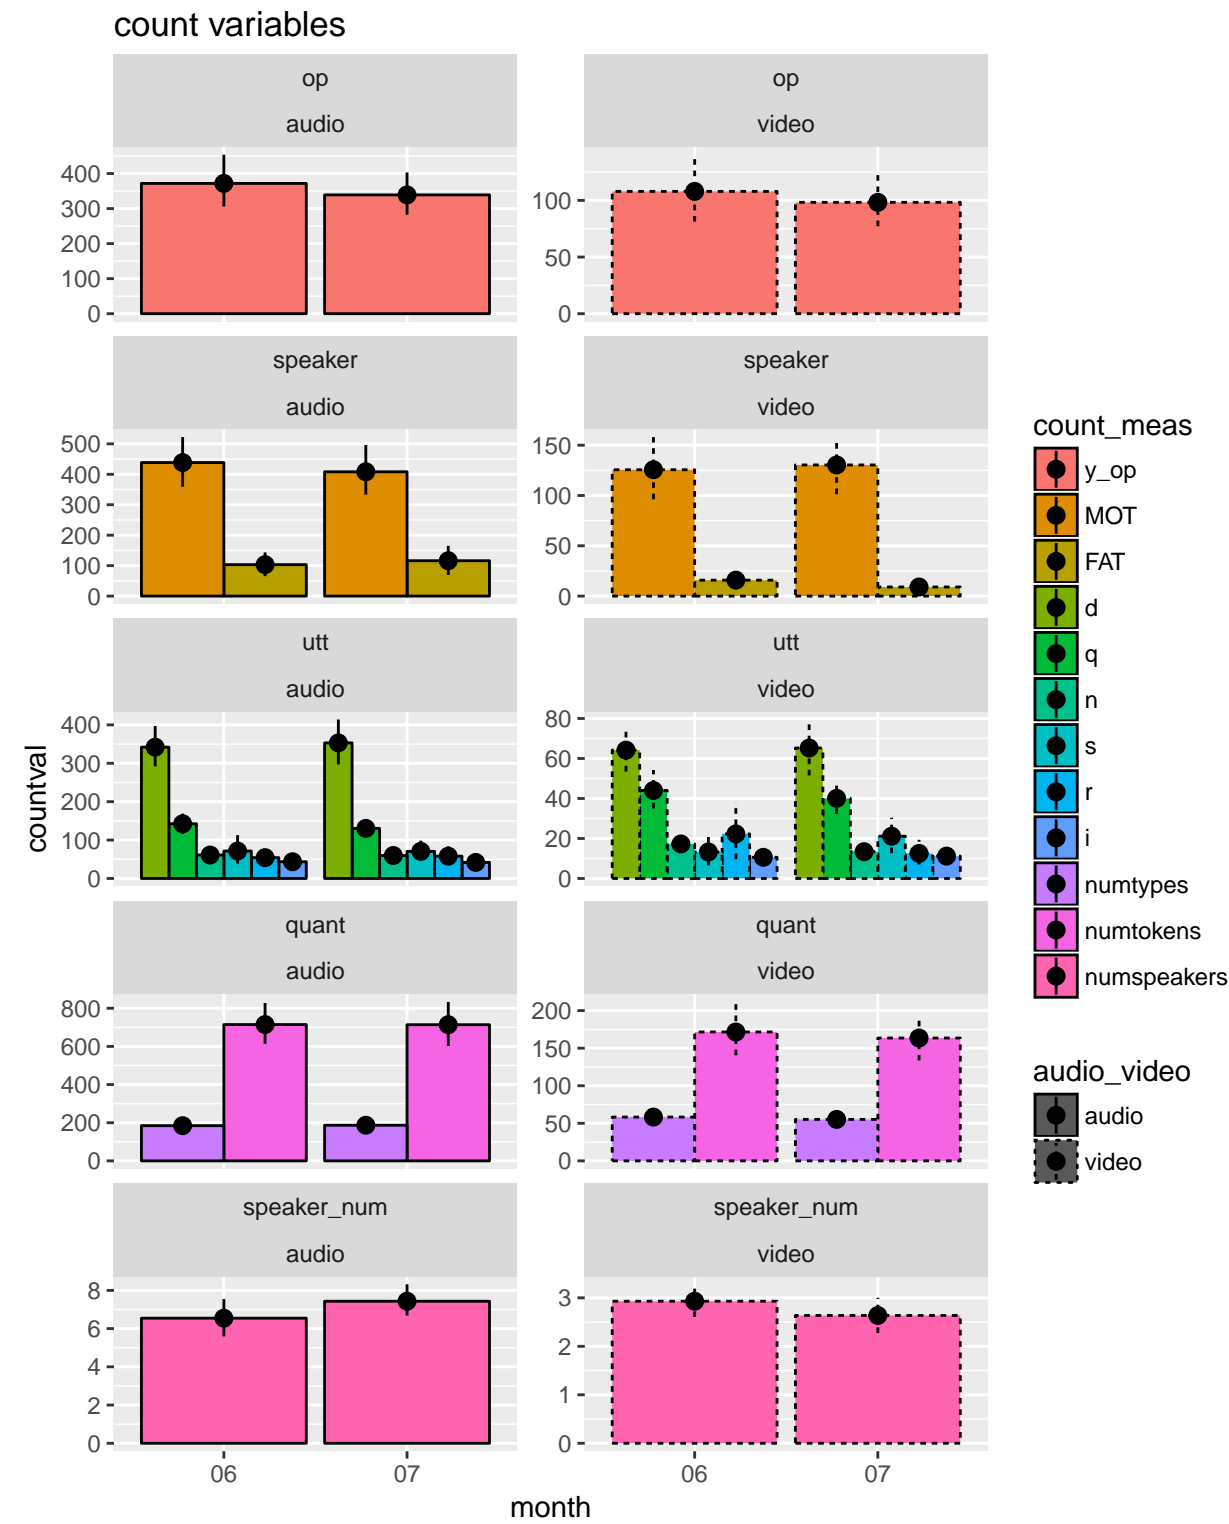 count variables
op
audio
op
video
400
300
200
100
0
100
50
0
speaker
audio
speaker
video
500
400
300
200
100
0
150
100
50
0
utt
audio
utt
video
400
300
200
100
0
80
60
40
20
0
quant
audio
quant
video
800
600
400
200
0
200
150
100
50
0
speaker_num
audio
speaker_num
video
8
6
4
2
0
3
2
1
0
06
07
06
07
month
countval
count_meas
y_op
MOT
FAT
d
q
n
s
r
i
numtypes
numtokens
numspeakers
audio_video
audio
video